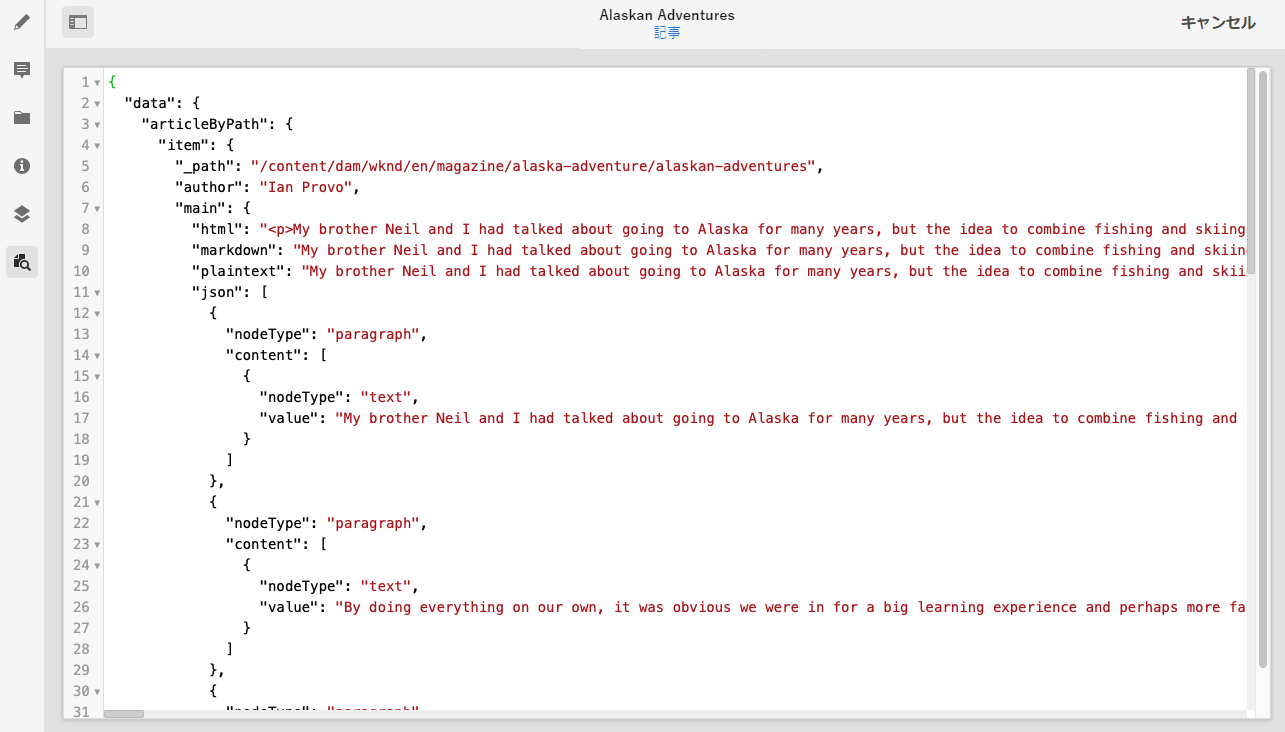 Alaskan Adventures
記事
キャンセル
1 {
2 "data": {
3 "articleByPath": {
4 "item": {
5 "_path": "/content/dam/wknd/en/magazine/alaska-adventure/alaskan-adventures",
6 "author": "Ian Provo",
7 "main": {
8 "html": "<p>My brother Neil and I had talked about going to Alaska for many years, but the idea to combine fishing and skiing
9 "markdown": "My brother Neil and I had talked about going to Alaska for many years, but the idea to combine fishing and skiin
10 "plaintext": "My brother Neil and I had talked about going to Alaska for many years, but the idea to combine fishing and skii
11 "json": [
12 {
13 "nodeType": "paragraph",
14 "content": [
15 {
16 "nodeType": "text",
17 "value": "My brother Neil and I had talked about going to Alaska for many years, but the idea to combine fishing and
18 }
19 ]
20 },
21 {
22 "nodeType": "paragraph",
23 "content": [
24 {
25 "nodeType": "text",
26 "value": "By doing everything on our own, it was obvious we were in for a big learning experience and perhaps more fa
27 }
28 ]
29 },
30 {
31 "nodeType": "paragraph"